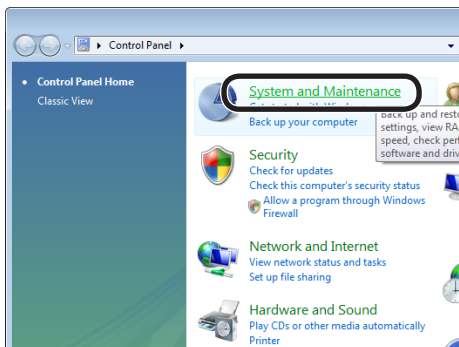 Control Panel
Control Panel Home
Classic View
System and Maintenance
Back up your computer
Back up and resto
settings, view RA
speed, check perf
software and driv
Security
Check for updates
Check this computer's security status
Allow a program through Windows
Firewall
Network and Internet
View network status and tasks
Set up file sharing
Hardware and Sound
Play CDs or other media automatically
Printer